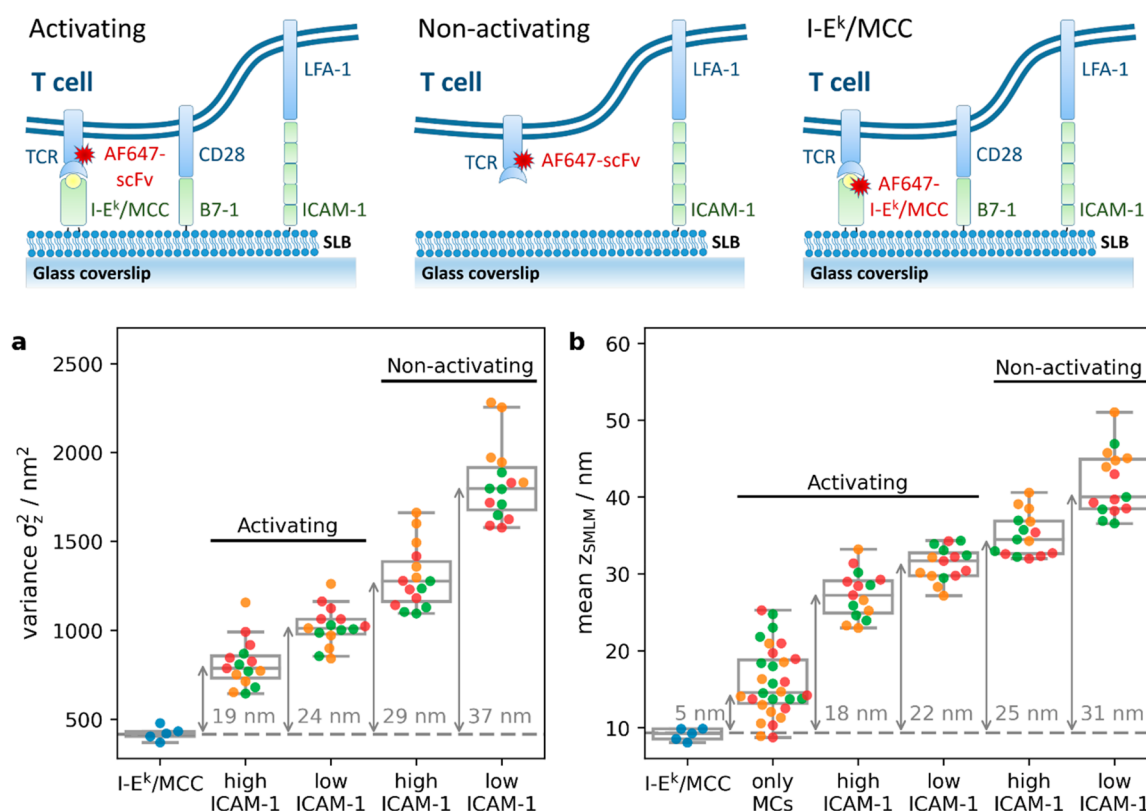 Activating
Non-activating
I-Eᵏ/MCC
T cell
LFA-1
TCR
AF647-
scFv
CD28
I-Eᵏ/MCC
B7-1
ICAM-1
SLB
Glass coverslip
T cell
LFA-1
TCR
AF647-scFv
ICAM-1
SLB
Glass coverslip
T cell
LFA-1
TCR
CD28
AF647-
I-Eᵏ/MCC
B7-1
ICAM-1
SLB
Glass coverslip
a
variance σ_z² / nm²
2500
2000
1500
1000
500
Non-activating
Activating
19 nm
24 nm
29 nm
37 nm
I-Eᵏ/MCC
high
ICAM-1
low
ICAM-1
high
ICAM-1
low
ICAM-1
b
mean z_SMLM / nm
60
50
40
30
20
10
Non-activating
Activating
5 nm
18 nm
22 nm
25 nm
31 nm
I-Eᵏ/MCC
only
MCs
high
ICAM-1
low
ICAM-1
high
ICAM-1
low
ICAM-1